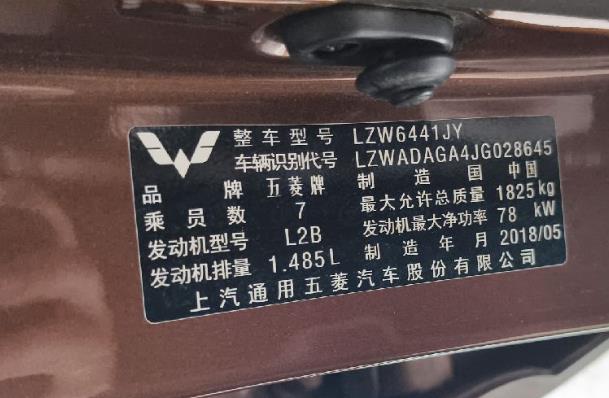 整车型号 LZW6441JY
车辆识别代号 LZWADAGA4JG028645
品牌 五菱牌 制造国 中国
乘员数 7 最大允许总质量 1825kg
发动机型号 L2B 发动机最大净功率 78 kW
发动机排量 1.485L 制造年月 2018/05
上汽通用五菱汽车股份有限公司